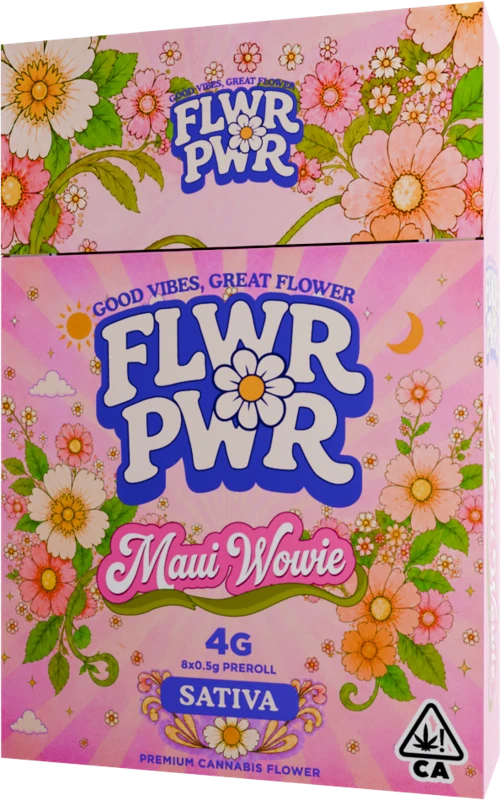 GOOD VIBES, GREAT FLOWER
FLWR
PWR
GOOD VIBES, GREAT FLOWER
FLWR
PWR
Maui Wowie
4G
8x0.5g PREROLL
SATIVA
PREMIUM CANNABIS FLOWER
!
CA